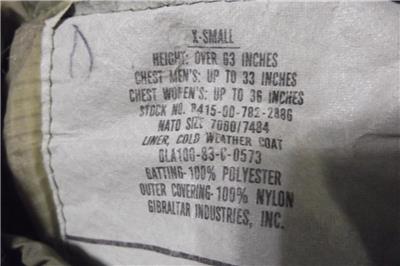 X-SMALL
HEIGHT: OVER 63 INCHES
CHEST MEN'S: UP TO 33 INCHES
CHEST WOMEN'S: UP TO 36 INCHES
STOCK NO. 8415-00-782-2886
NATO SIZE 7080/7484
LINER, COLD WEATHER COAT
DLA100-83-C-0573
BATTING-100% POLYESTER
OUTER COVERING-100% NYLON
GIBRALTAR INDUSTRIES, INC.